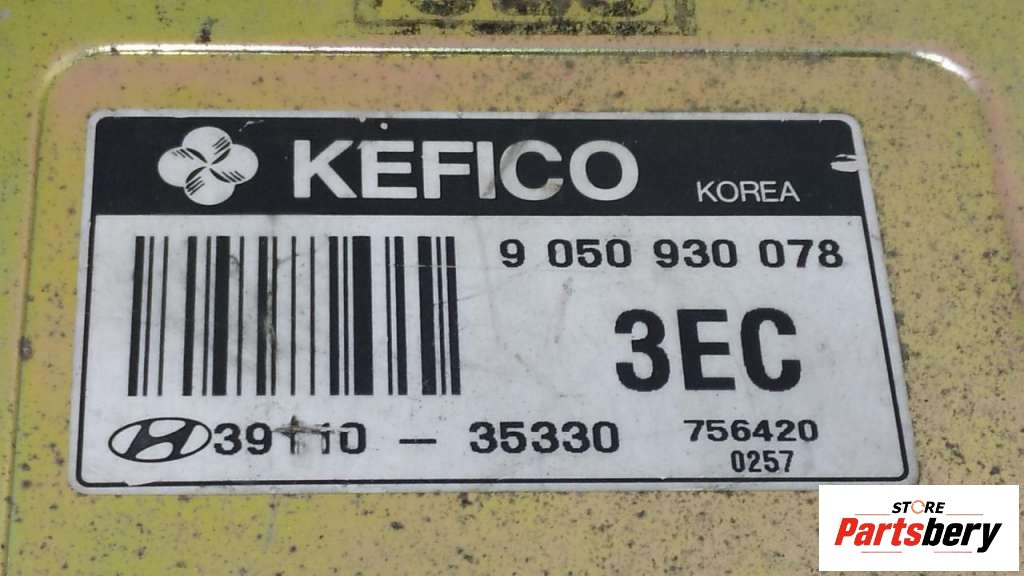 KEFICO KOREA
9 050 930 078
3EC
39110 - 35330
756420
0257
STORE
Partsbery